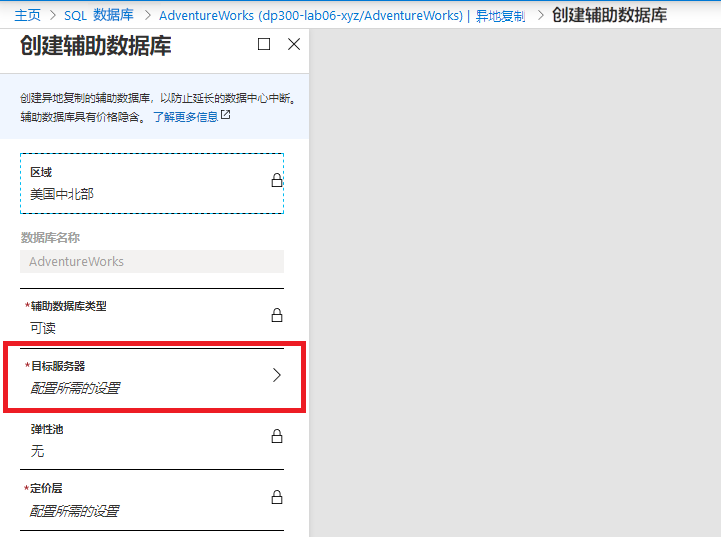 主页 > SQL 数据库 > AdventureWorks (dp300-lab06-xyz/AdventureWorks) | 异地复制 > 创建辅助数据库
创建辅助数据库
创建异地复制的辅助数据库，以防止延长的数据中心中断。
辅助数据库具有价格隐含。 了解更多信息
区域
美国中北部
数据库名称
AdventureWorks
*辅助数据库类型
可读
*目标服务器
配置所需的设置
弹性池
无
*定价层
配置所需的设置